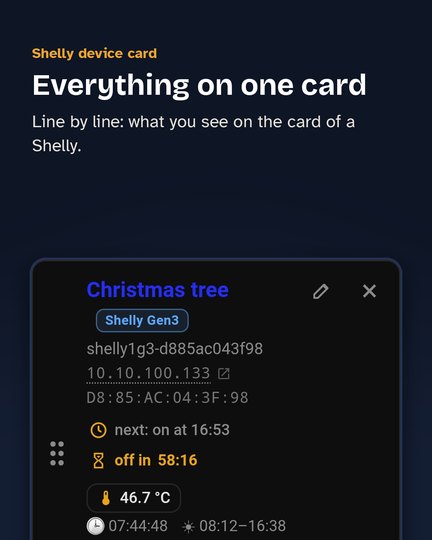 Shelly device card
Everything on one card
Line by line: what you see on the card of a
Shelly.
Christmas tree
Shelly Gen3
shelly1g3-d885ac043f98
10.10.100.133
D8:85:AC:04:3F:98
next: on at 16:53
off in 58:16
46.7 °C
07:44:48 08:12–16:38